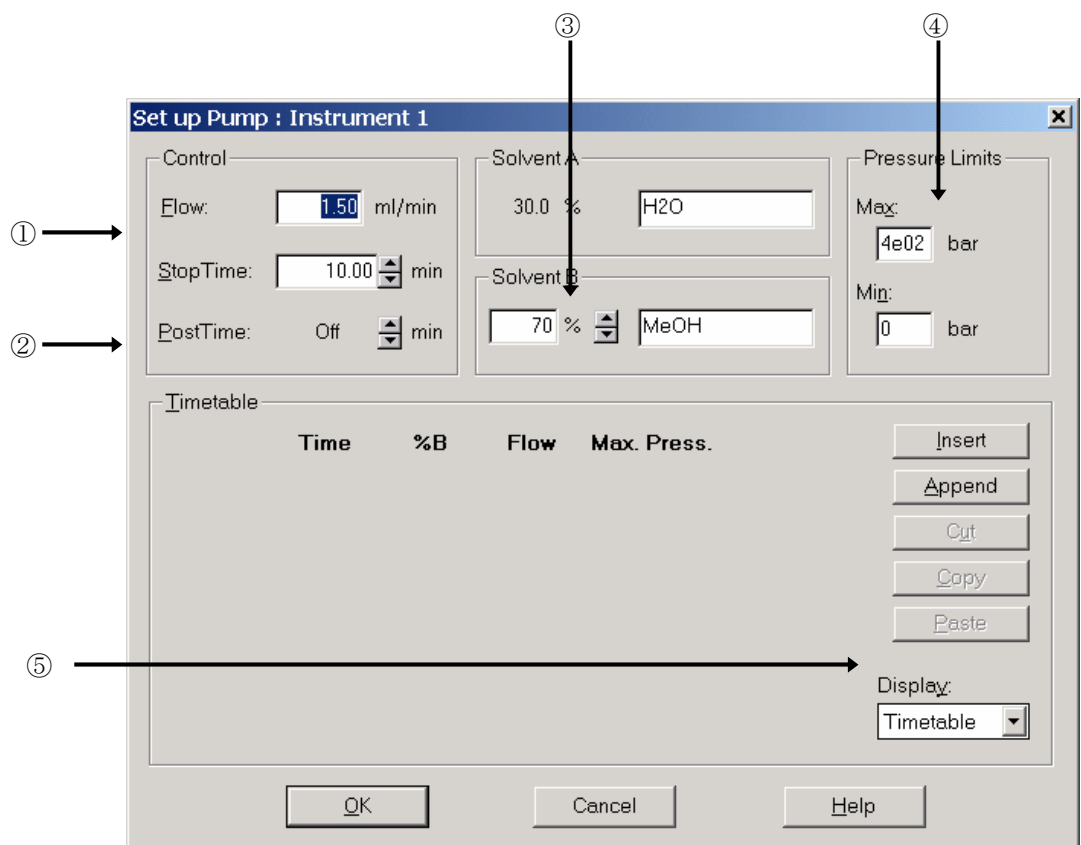 ③ ④
Set up Pump : Instrument 1
Control
Flow: 1.50 ml/min
①
StopTime: 10.00 min
②
PostTime: Off min
Solvent A
30.0 % H2O
Solvent B
70 % MeOH
Pressure Limits
Max:
4e02 bar
Min:
0 bar
Timetable
Time %B Flow Max. Press.
Insert
Append
Cut
Copy
Paste
⑤
Display:
Timetable
OK Cancel Help